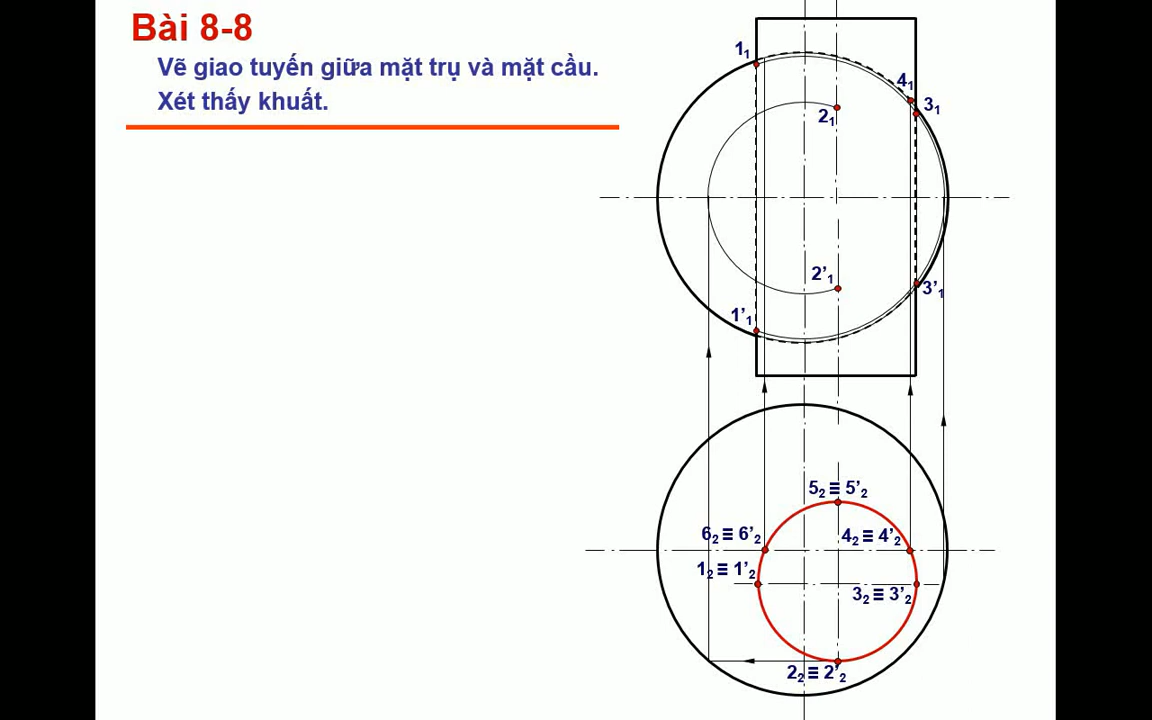 Bài 8-8
Vẽ giao tuyến giữa mặt trụ và mặt cầu.
Xét thấy khuất.
1₁
4₁
3₁
2₁
2’₁
3’₁
1’₁
5₂ ≡ 5’₂
6₂ ≡ 6’₂
4₂ ≡ 4’₂
1₂ ≡ 1’₂
3₂ ≡ 3’₂
2₂ ≡ 2’₂